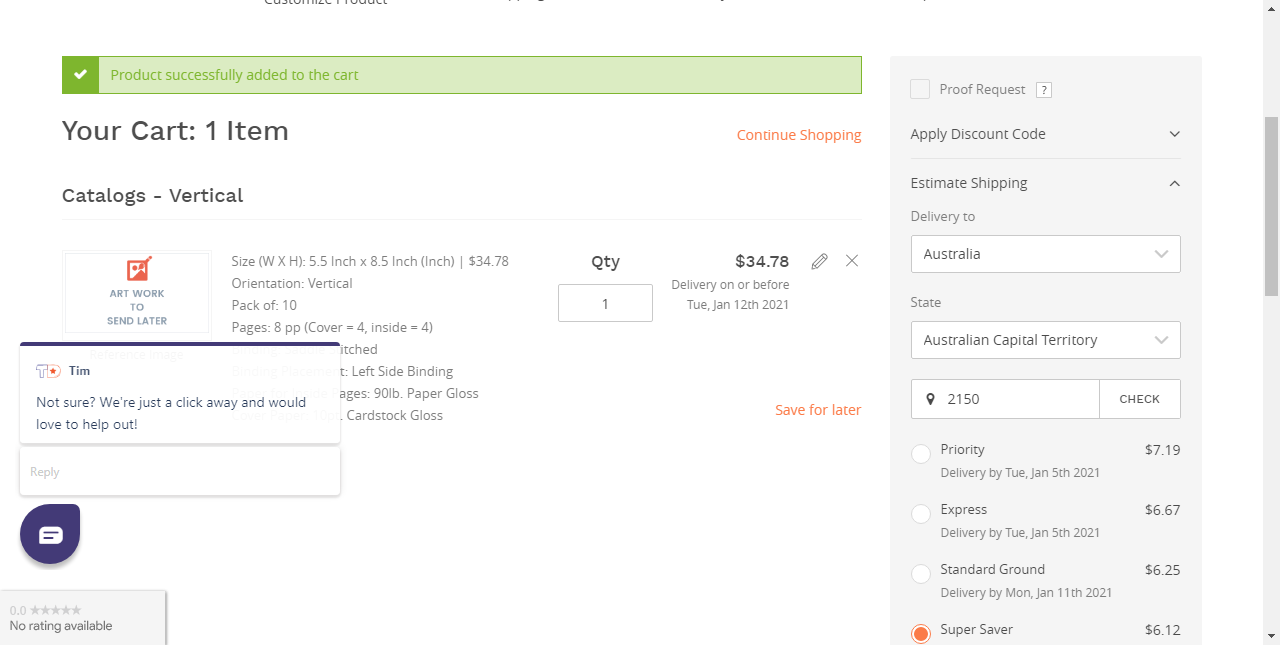 Customize Product
Product successfully added to the cart
Your Cart: 1 Item
Continue Shopping
Catalogs - Vertical
ART WORK
TO
SEND LATER
Reference Image
Size (W X H): 5.5 Inch x 8.5 Inch (Inch) | $34.78
Orientation: Vertical
Pack of: 10
Pages: 8 pp (Cover = 4, inside = 4)
Stitched
Binding Placement: Left Side Binding
Pages: 90lb. Paper Gloss
Cardstock Gloss
Qty
1
$34.78
Delivery on or before
Tue, Jan 12th 2021
Save for later
Tim
Not sure? We're just a click away and would
love to help out!
Reply
0.0 ★★★★★
No rating available
Proof Request ?
Apply Discount Code
Estimate Shipping
Delivery to
Australia
State
Australian Capital Territory
2150 CHECK
Priority $7.19
Delivery by Tue, Jan 5th 2021
Express $6.67
Delivery by Tue, Jan 5th 2021
Standard Ground $6.25
Delivery by Mon, Jan 11th 2021
Super Saver $6.12